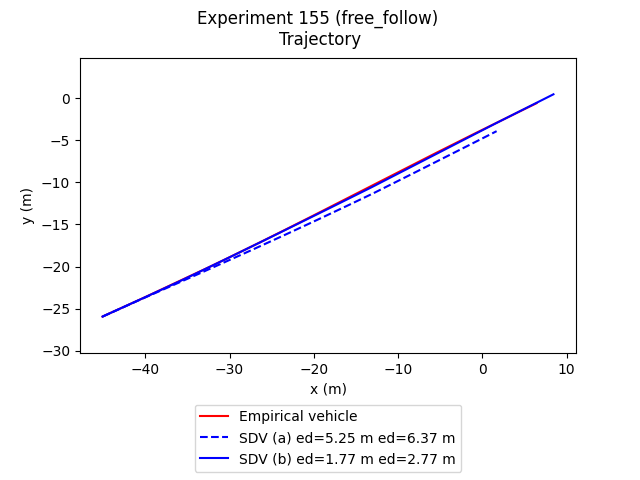 Experiment 155 (free_follow)
Trajectory
0
−5
−10
−15
−20
−25
−30
y (m)
−40
−30
−20
−10
0
10
x (m)
Empirical vehicle
SDV (a) ed=5.25 m ed=6.37 m
SDV (b) ed=1.77 m ed=2.77 m